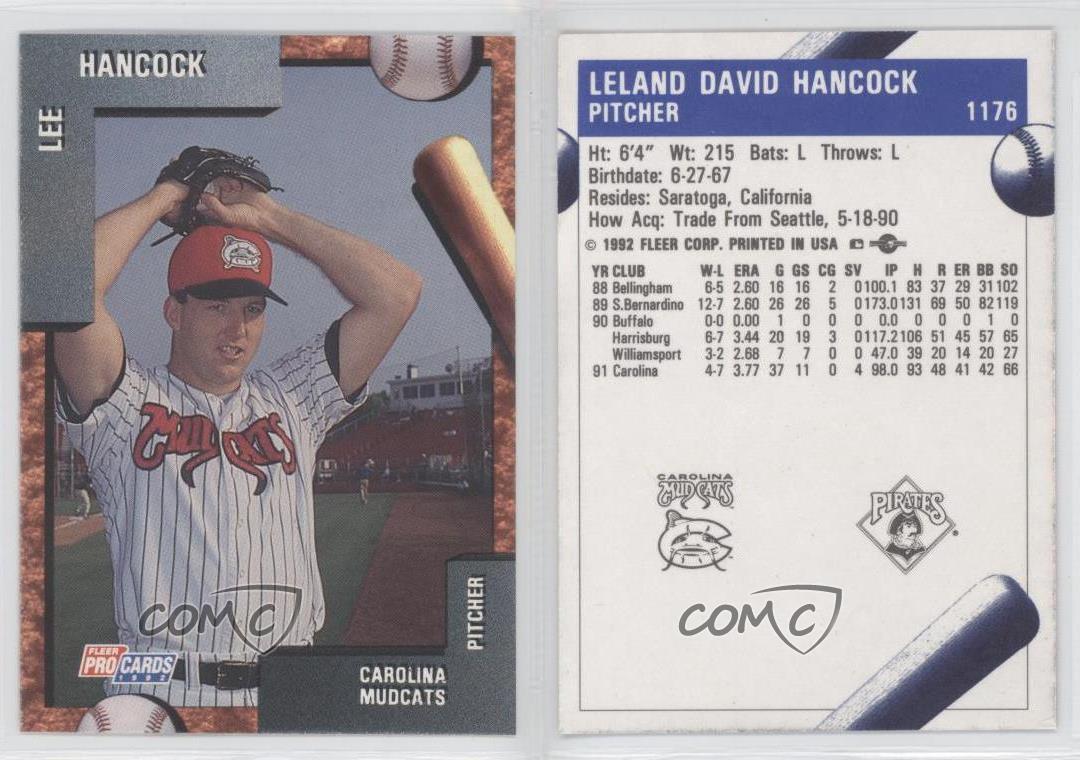 HANCOCK
LEE
MUDCATS
PITCHER
FLEER
PRO CARDS
1992
CAROLINA
MUDCATS
COMC
LELAND DAVID HANCOCK
PITCHER 1176
Ht: 6'4" Wt: 215 Bats: L Throws: L
Birthdate: 6-27-67
Resides: Saratoga, California
How Acq: Trade From Seattle, 5-18-90
© 1992 FLEER CORP. PRINTED IN USA
YR CLUB W-L ERA G GS CG SV IP H R ER BB SO
88 Bellingham 6-5 2.60 16 16 2 0 100.1 83 37 29 31 102
89 S.Bernardino 12-7 2.60 26 26 5 0 173.0 131 69 50 82 119
90 Buffalo 0-0 0.00 1 0 0 0 0.0 0 0 0 1 0
Harrisburg 6-7 3.44 20 19 3 0 117.2 106 51 45 57 65
Williamsport 3-2 2.68 7 7 0 0 47.0 39 20 14 20 27
91 Carolina 4-7 3.77 37 11 0 4 98.0 93 48 41 42 66
CAROLINA
MUDCATS
PIRATES
®
COMC